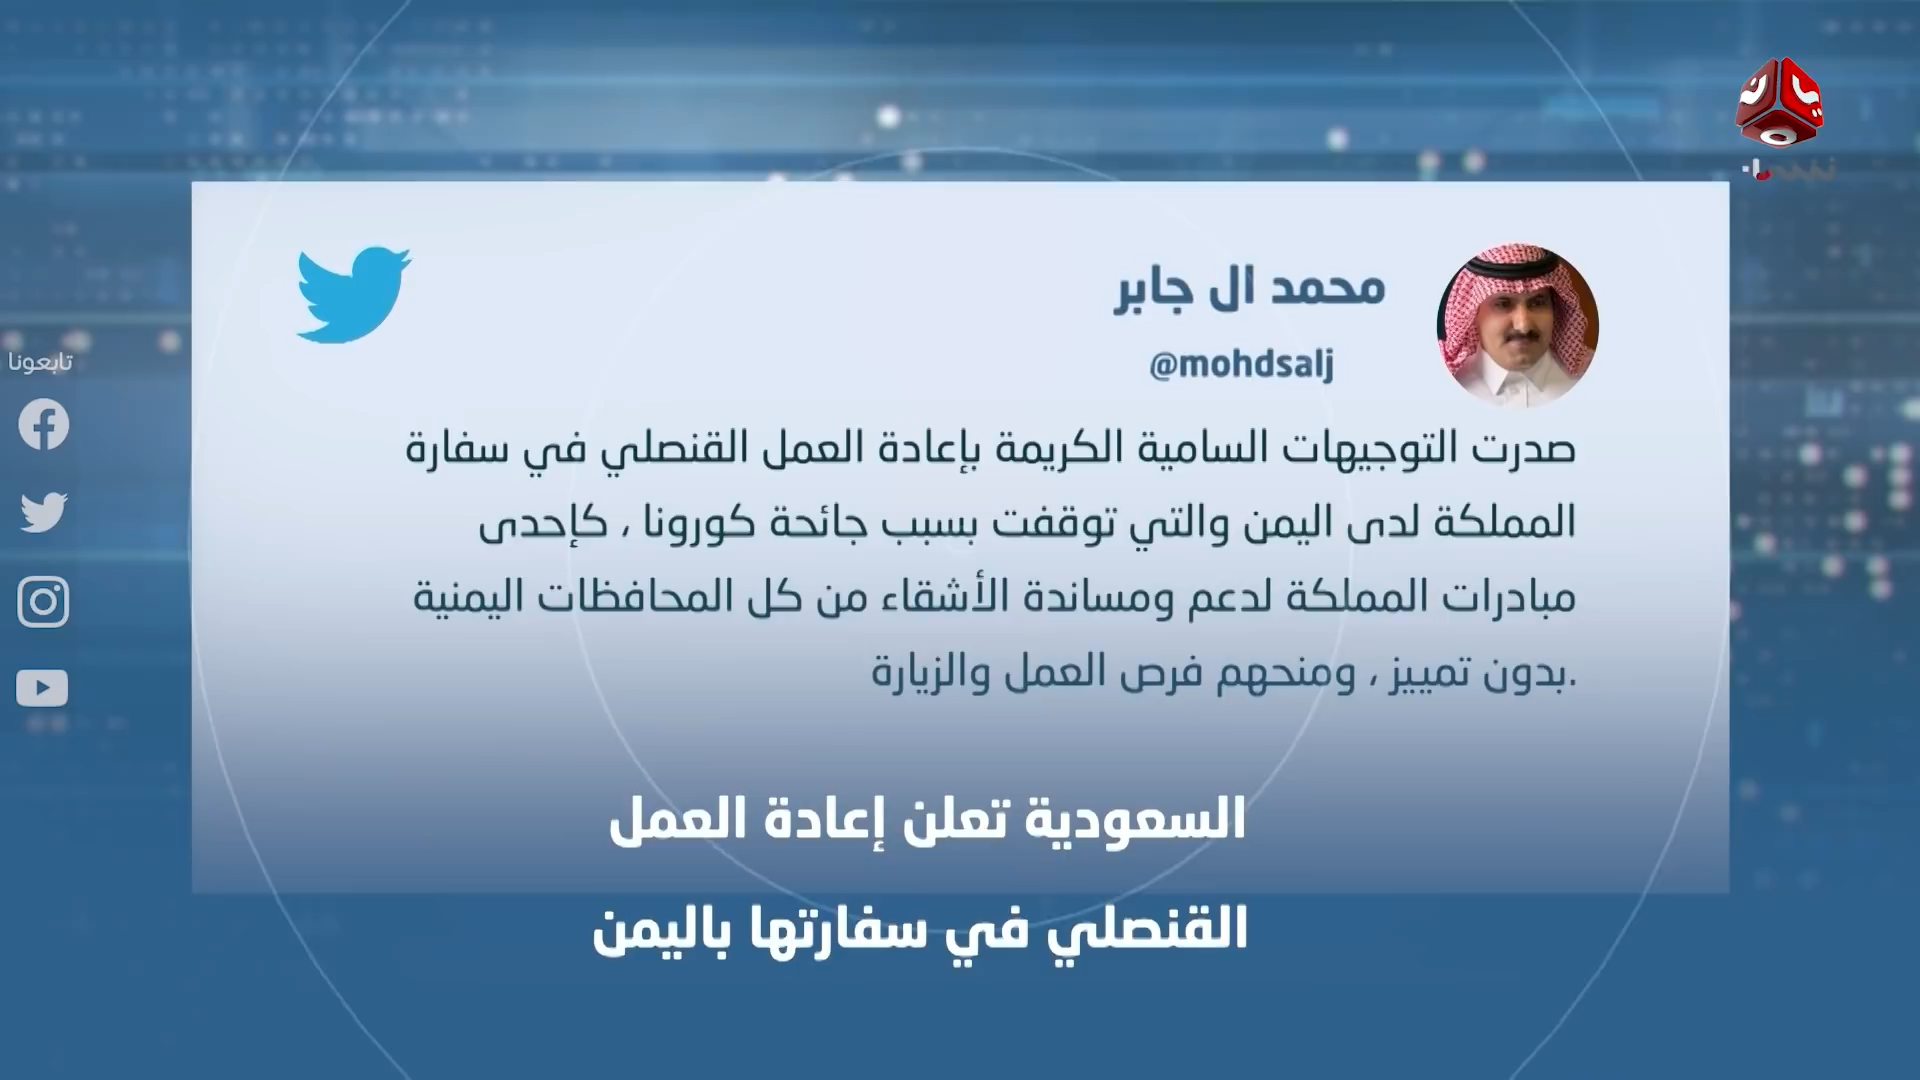 محمد ال جابر
@mohdsalj
صدرت التوجيهات السامية الكريمة بإعادة العمل القنصلي في سفارة
المملكة لدى اليمن والتي توقفت بسبب جائحة كورونا ، كإحدى
مبادرات المملكة لدعم ومساندة الأشقاء من كل المحافظات اليمنية
.بدون تمييز ، ومنحهم فرص العمل والزيارة
السعودية تعلن إعادة العمل
القنصلي في سفارتها باليمن
تابعونا